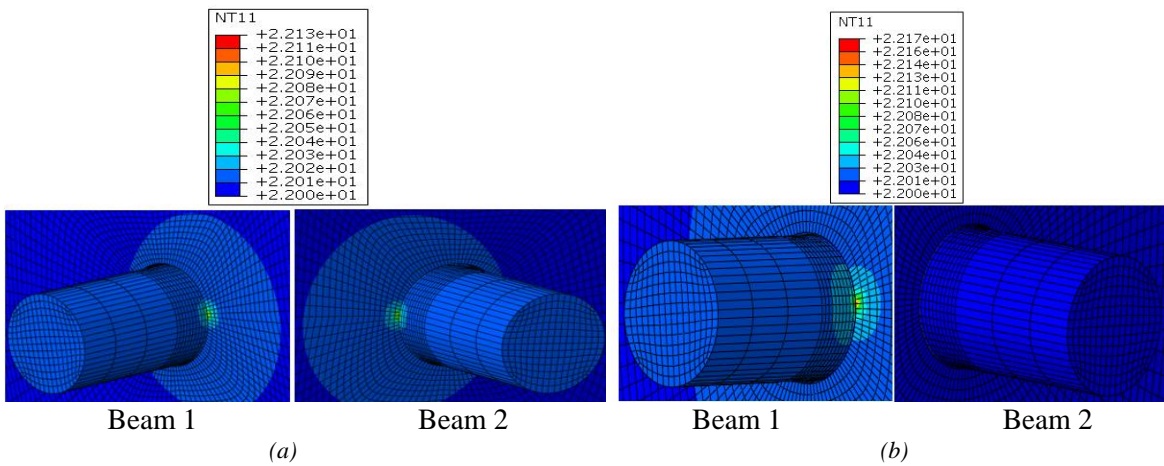 NT11
+2.213e+01
+2.211e+01
+2.210e+01
+2.209e+01
+2.208e+01
+2.207e+01
+2.206e+01
+2.205e+01
+2.204e+01
+2.203e+01
+2.202e+01
+2.201e+01
+2.200e+01
Beam 1
Beam 2
(a)
NT11
+2.217e+01
+2.216e+01
+2.214e+01
+2.213e+01
+2.211e+01
+2.210e+01
+2.208e+01
+2.207e+01
+2.206e+01
+2.204e+01
+2.203e+01
+2.201e+01
+2.200e+01
Beam 1
Beam 2
(b)